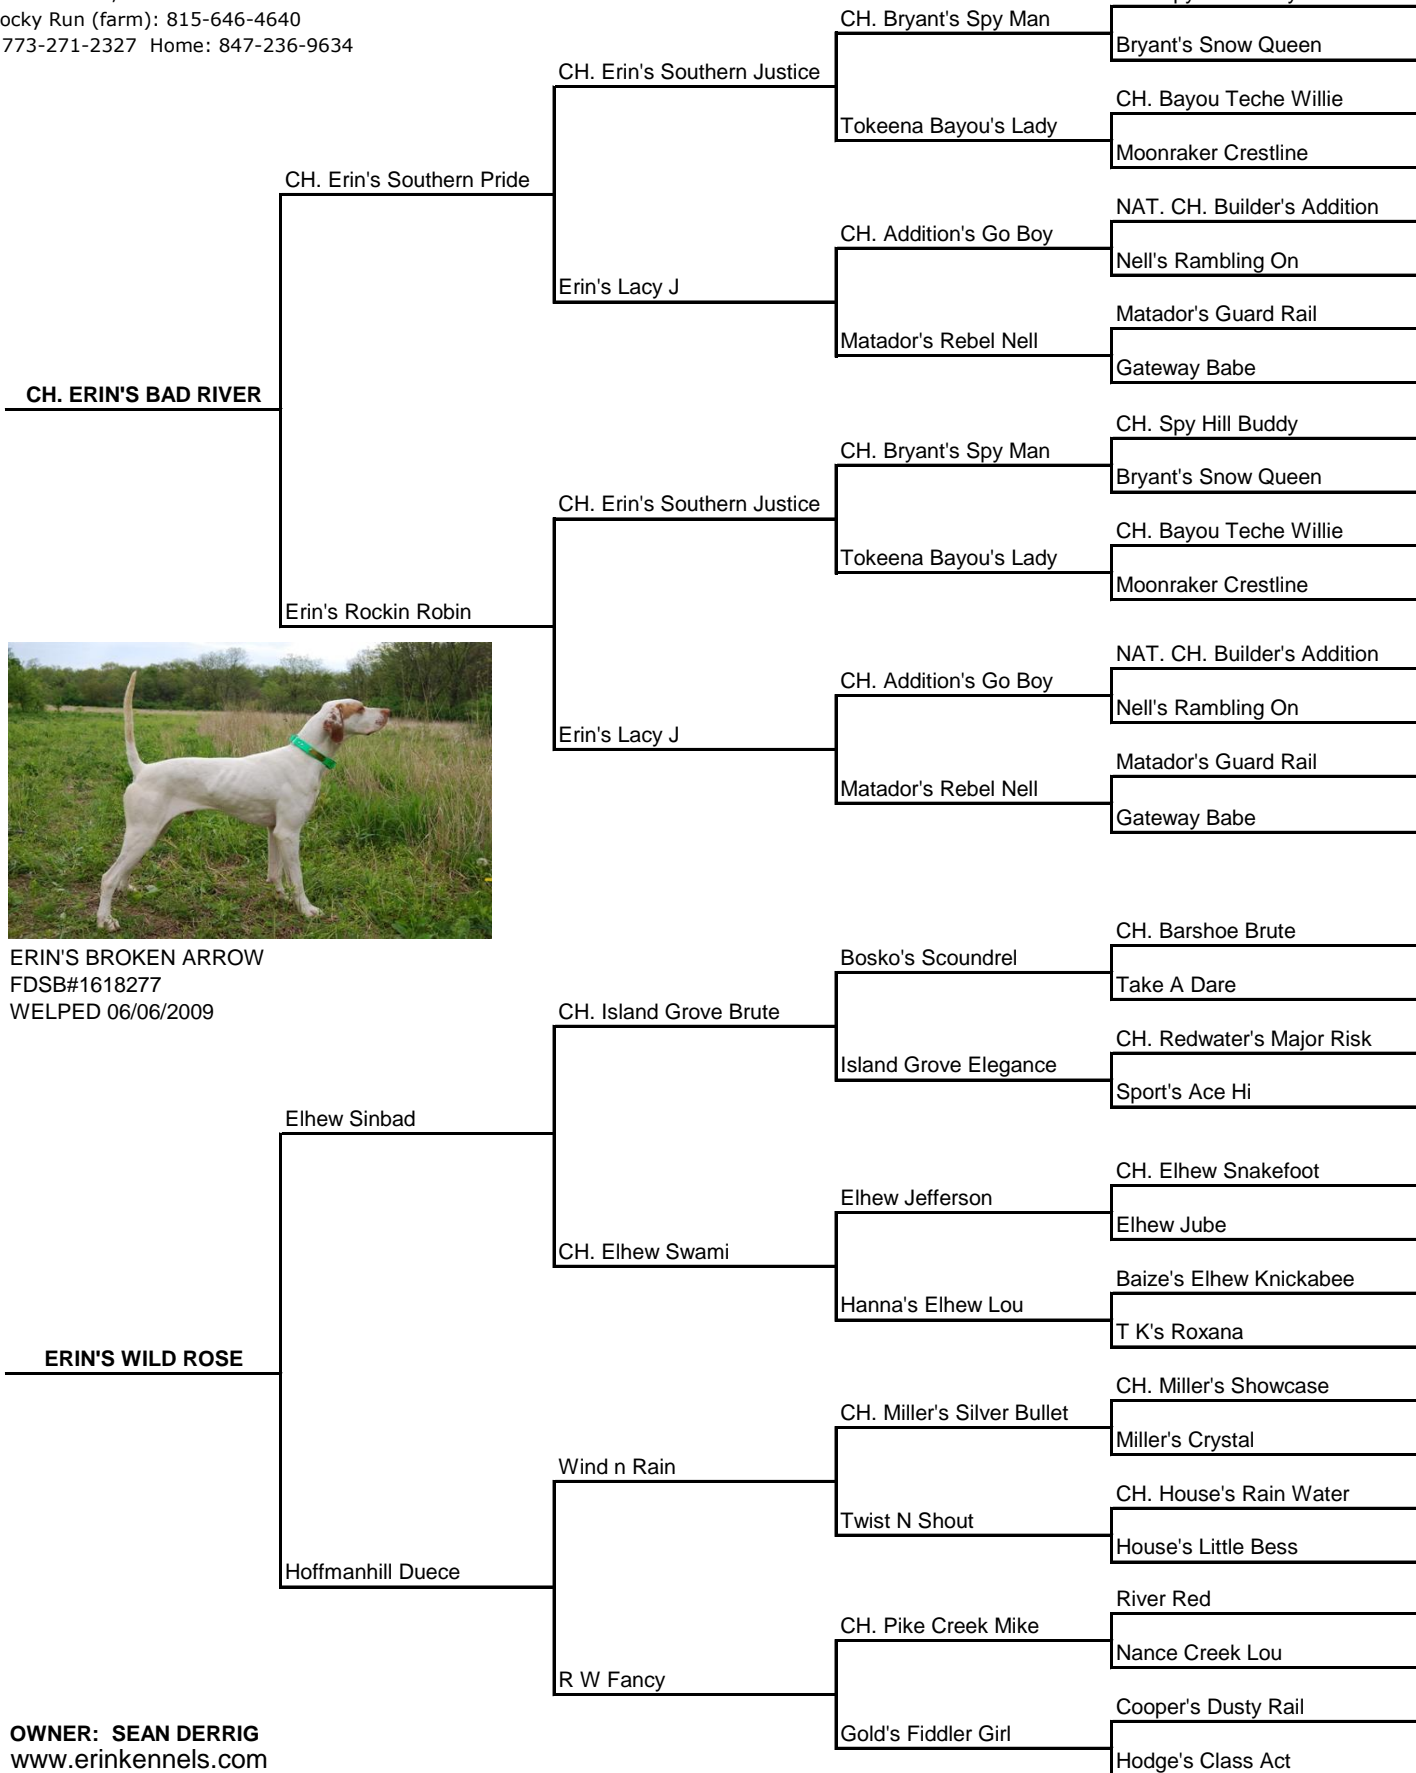 ocky Run (farm): 815-646-4640
773-271-2327 Home: 847-236-9634
CH. Bryant's Spy Man
Bryant's Snow Queen
CH. Erin's Southern Justice
CH. Bayou Teche Willie
Tokeena Bayou's Lady
Moonraker Crestline
CH. Erin's Southern Pride
NAT. CH. Builder's Addition
CH. Addition's Go Boy
Nell's Rambling On
Erin's Lacy J
Matador's Guard Rail
Matador's Rebel Nell
Gateway Babe
CH. ERIN'S BAD RIVER
CH. Spy Hill Buddy
CH. Bryant's Spy Man
Bryant's Snow Queen
CH. Erin's Southern Justice
CH. Bayou Teche Willie
Tokeena Bayou's Lady
Moonraker Crestline
Erin's Rockin Robin
NAT. CH. Builder's Addition
CH. Addition's Go Boy
Nell's Rambling On
Erin's Lacy J
Matador's Guard Rail
Matador's Rebel Nell
Gateway Babe
ERIN'S BROKEN ARROW
FDSB#1618277
WELPED 06/06/2009
CH. Barshoe Brute
Bosko's Scoundrel
Take A Dare
CH. Island Grove Brute
CH. Redwater's Major Risk
Island Grove Elegance
Sport's Ace Hi
Elhew Sinbad
CH. Elhew Snakefoot
Elhew Jefferson
Elhew Jube
CH. Elhew Swami
Baize's Elhew Knickabee
Hanna's Elhew Lou
T K's Roxana
ERIN'S WILD ROSE
CH. Miller's Showcase
CH. Miller's Silver Bullet
Miller's Crystal
Wind n Rain
CH. House's Rain Water
Twist N Shout
House's Little Bess
Hoffmanhill Duece
River Red
CH. Pike Creek Mike
Nance Creek Lou
R W Fancy
Cooper's Dusty Rail
Gold's Fiddler Girl
Hodge's Class Act
OWNER: SEAN DERRIG
www.erinkennels.com